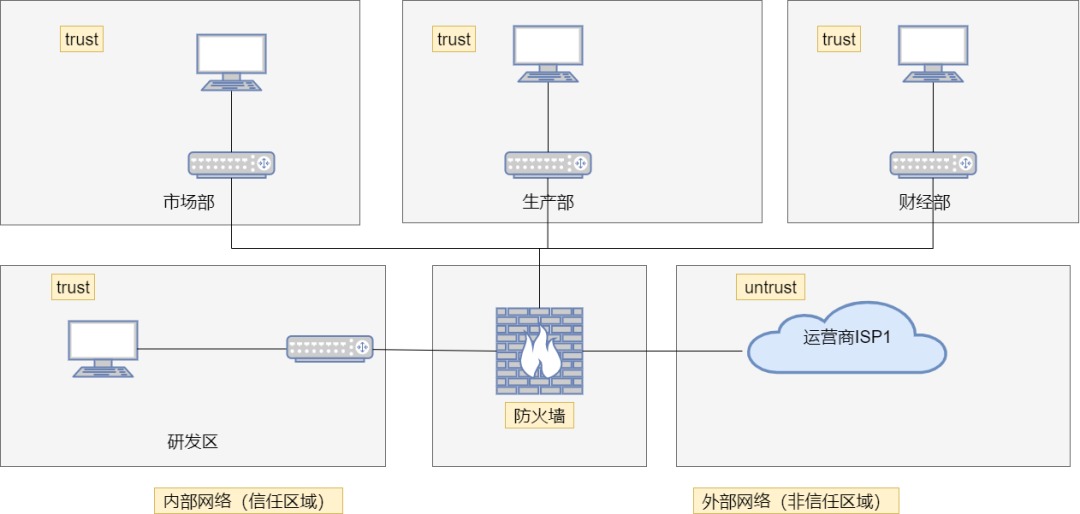 trust
trust
trust
市场部
生产部
财经部
trust
untrust
运营商ISP1
防火墙
研发区
内部网络（信任区域）
外部网络（非信任区域）